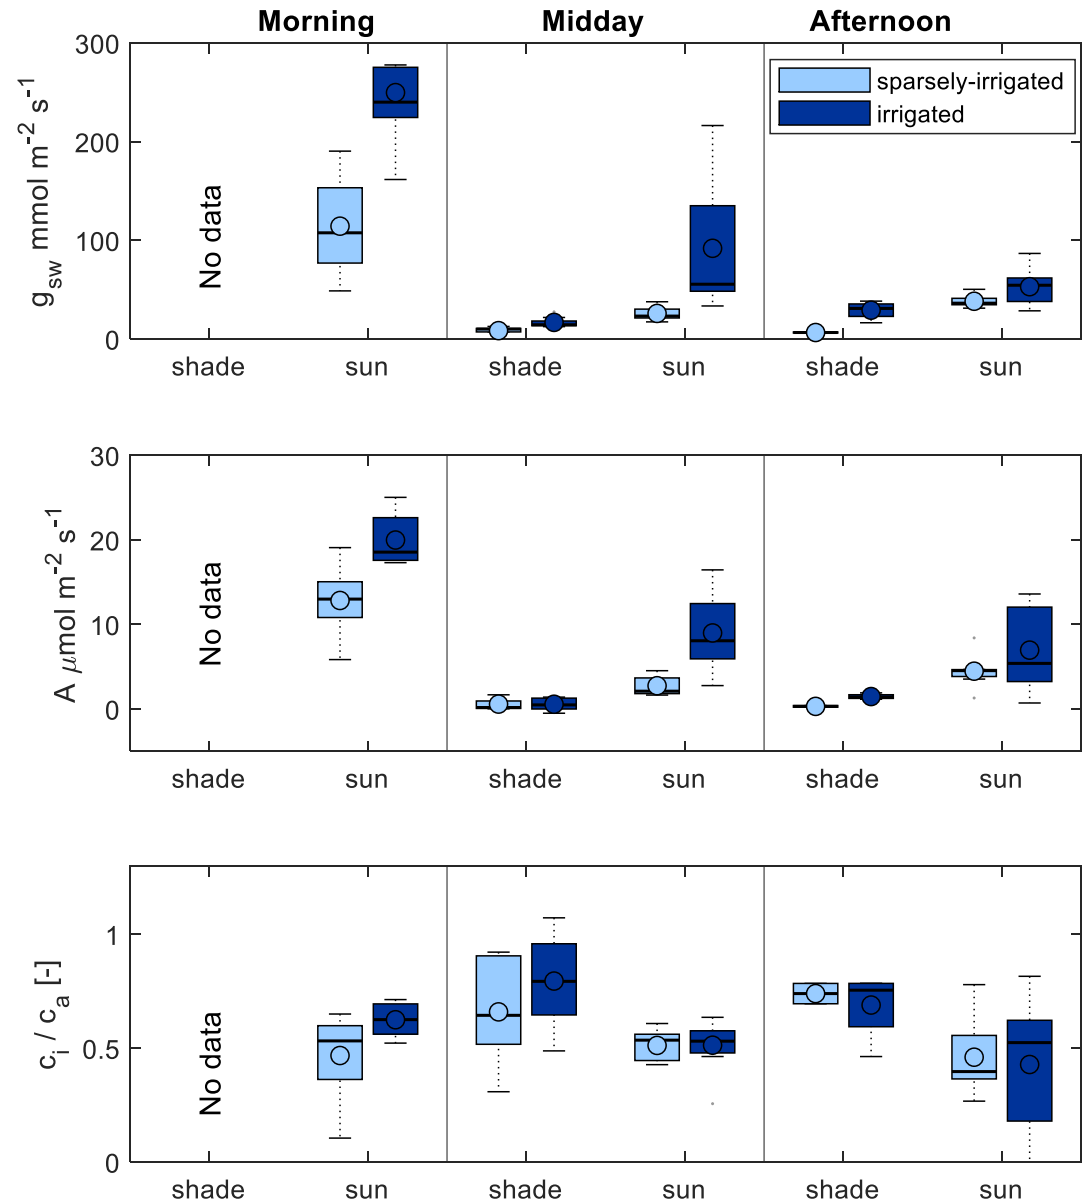 Morning Midday Afternoon
300
200
100
0
g_sw mmol m^-2 s^-1
No data
sparsely-irrigated
irrigated
shade sun shade sun shade sun
30
20
10
0
A μmol m^-2 s^-1
No data
shade sun shade sun shade sun
1
0.5
0
c_i / c_a [-]
No data
shade sun shade sun shade sun